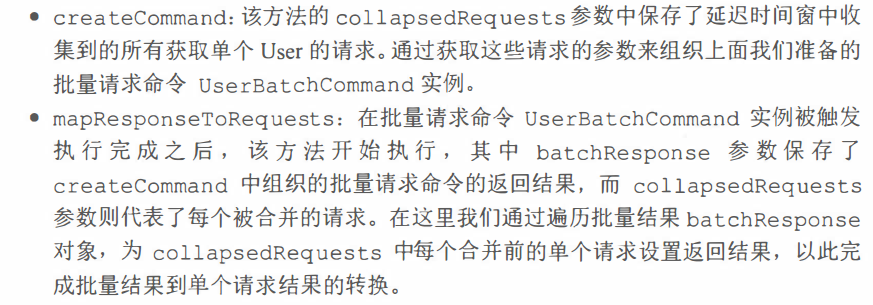 • createCommand: 该方法的 collapsedRequests 参数中保存了延迟时间窗中收
集到的所有获取单个 User 的请求。通过获取这些请求的参数来组织上面我们准备的
批量请求命令 UserBatchCommand 实例。
• mapResponseToRequests: 在批量请求命令 UserBatchCommand 实例被触发
执行完成之后，该方法开始执行，其中 batchResponse 参数保存了
createCommand 中组织的批量请求命令的返回结果，而 collapsedRequests
参数则代表了每个被合并的请求。在这里我们通过遍历批量结果 batchResponse
对象，为 collapsedRequests 中每个合并前的单个请求设置返回结果，以此完
成批量结果到单个请求结果的转换。